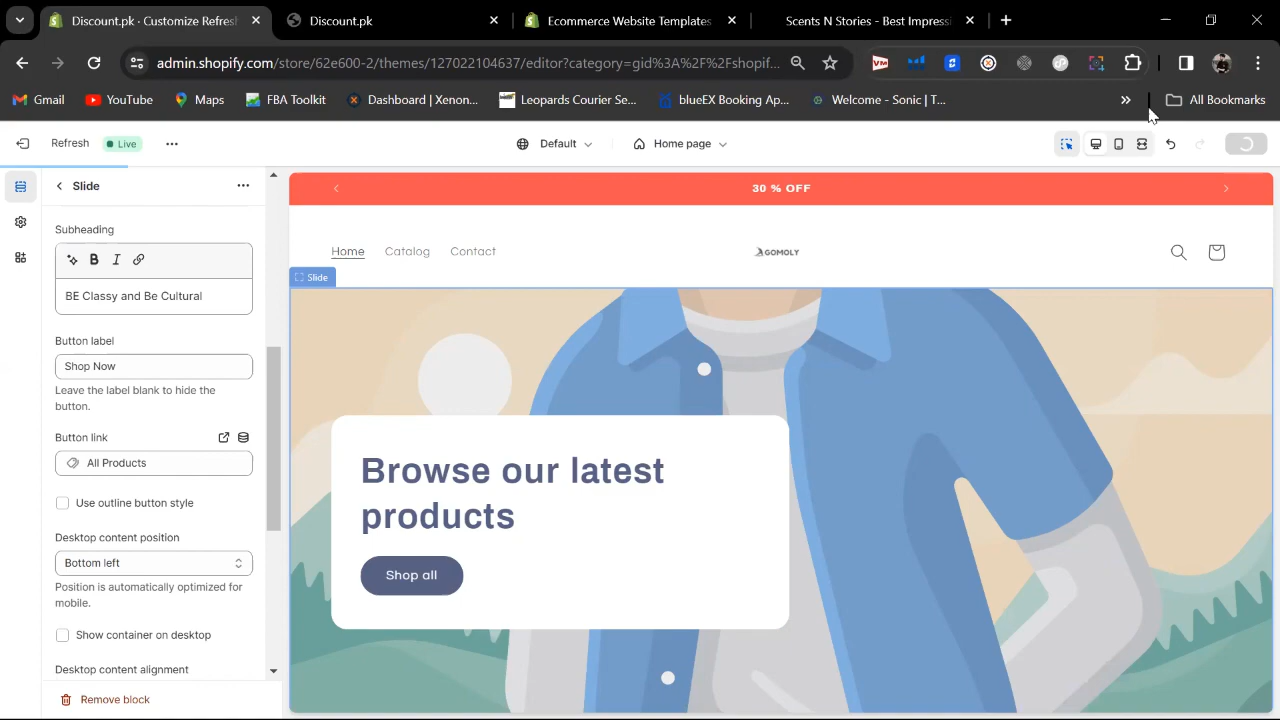 Discount.pk · Customize Refresh
Discount.pk
Ecommerce Website Templates
Scents N Stories - Best Impressi
admin.shopify.com/store/62e600-2/themes/127022104637/editor?category=gid%3A%2F%2Fshopif...
Gmail
YouTube
Maps
FBA Toolkit
Dashboard | Xenon...
Leopards Courier Se...
blueEX Booking Ap...
Welcome - Sonic | T...
All Bookmarks
Refresh
Live
Default
Home page
Slide
Subheading
BE Classy and Be Cultural
Button label
Shop Now
Leave the label blank to hide the
button.
Button link
All Products
Use outline button style
Desktop content position
Bottom left
Position is automatically optimized for
mobile.
Show container on desktop
Desktop content alignment
Remove block
30 % OFF
Home
Catalog
Contact
GOMOLY
Slide
Browse our latest
products
Shop all